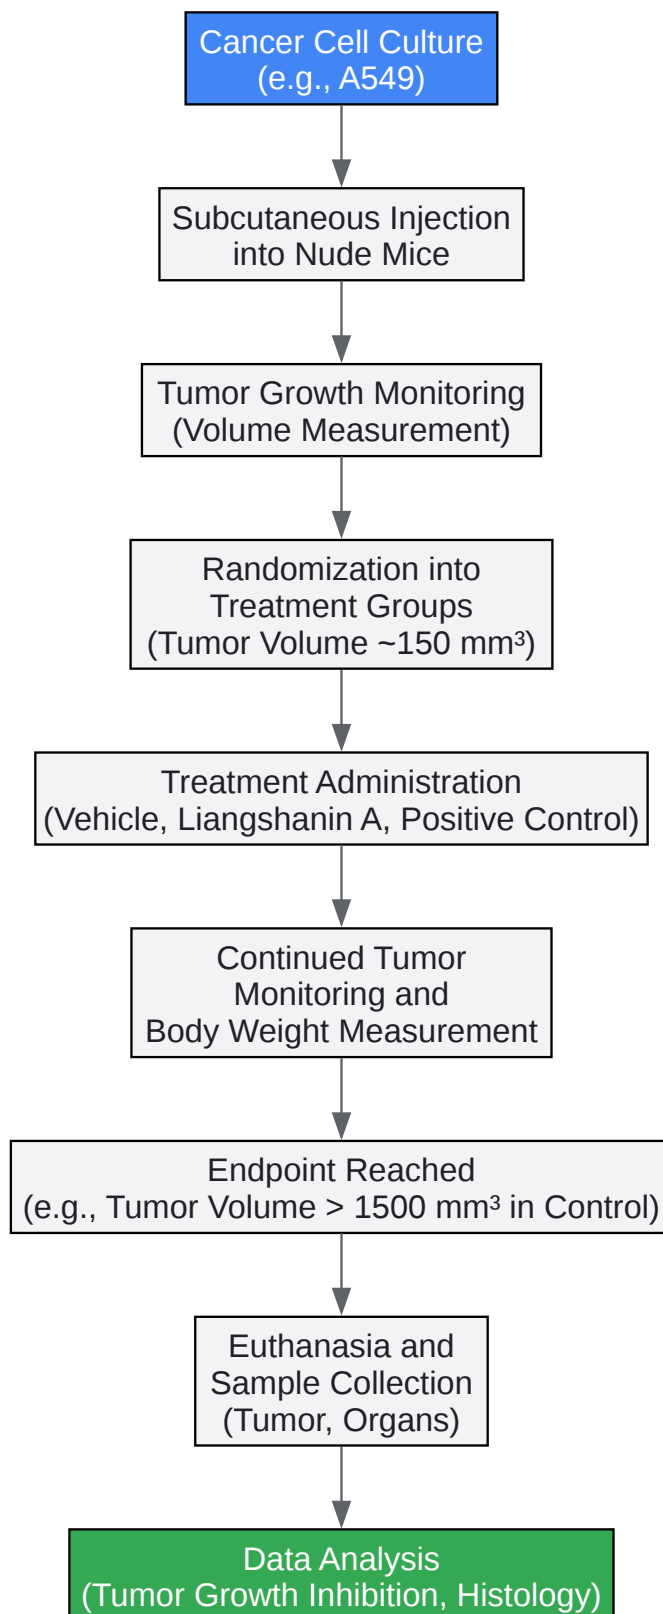 Cancer Cell Culture
(e.g., A549)
Subcutaneous Injection
into Nude Mice
Tumor Growth Monitoring
(Volume Measurement)
Randomization into
Treatment Groups
(Tumor Volume ~150 mm³)
Treatment Administration
(Vehicle, Liangshanin A, Positive Control)
Continued Tumor
Monitoring and
Body Weight Measurement
Endpoint Reached
(e.g., Tumor Volume > 1500 mm³ in Control)
Euthanasia and
Sample Collection
(Tumor, Organs)
Data Analysis
(Tumor Growth Inhibition, Histology)